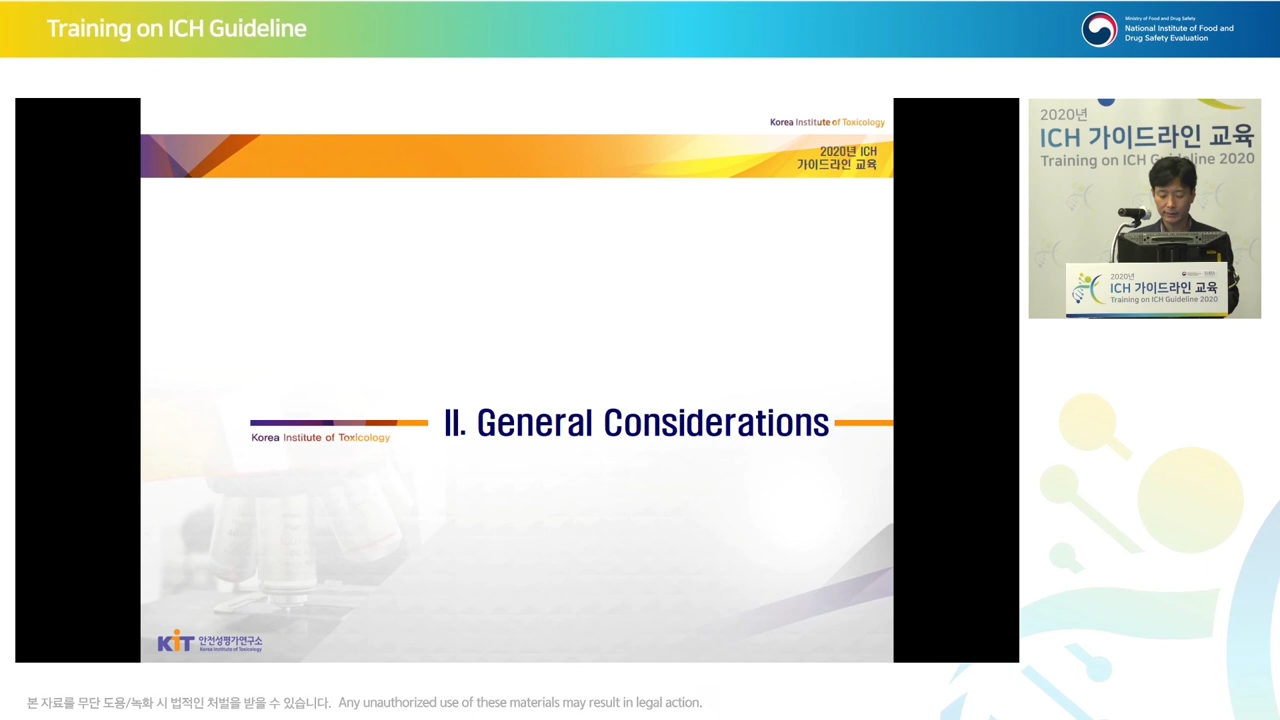 Training on ICH Guideline
Ministry of Food and Drug Safety
National Institute of Food and
Drug Safety Evaluation
Korea Institute of Toxicology
2020년 ICH
가이드라인 교육
II. General Considerations
Korea Institute of Toxicology
KIT 안전성평가연구소
Korea Institute of Toxicology
2020년
ICH 가이드라인 교육
Training on ICH Guideline 2020
2020년
ICH 가이드라인 교육
Training on ICH Guideline 2020
본 자료를 무단 도용/녹화 시 법적인 처벌을 받을 수 있습니다. Any unauthorized use of these materials may result in legal action.